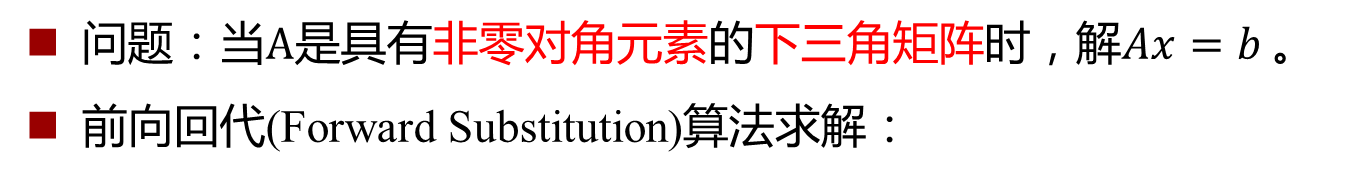 ■ 问题：当A是具有非零对角元素的下三角矩阵时，解𝐴𝑥 = 𝑏 。
■ 前向回代(Forward Substitution)算法求解：